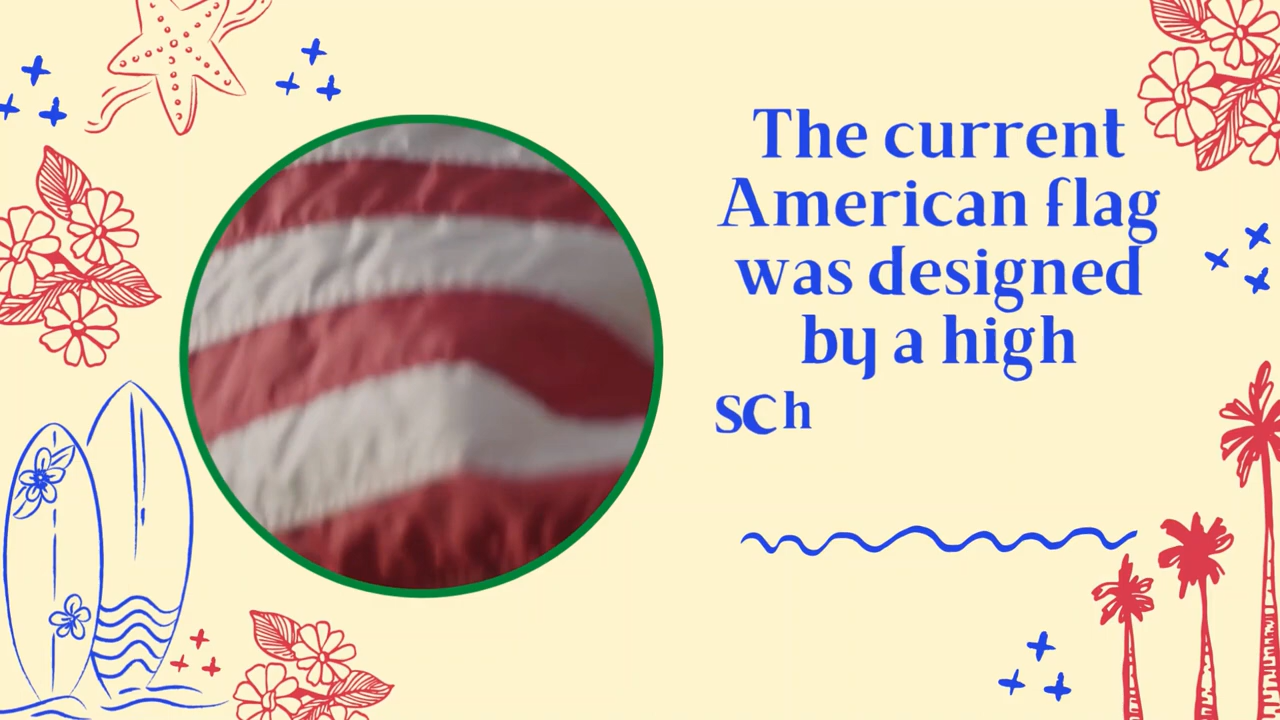 The current
American flag
was designed
by a high
sch